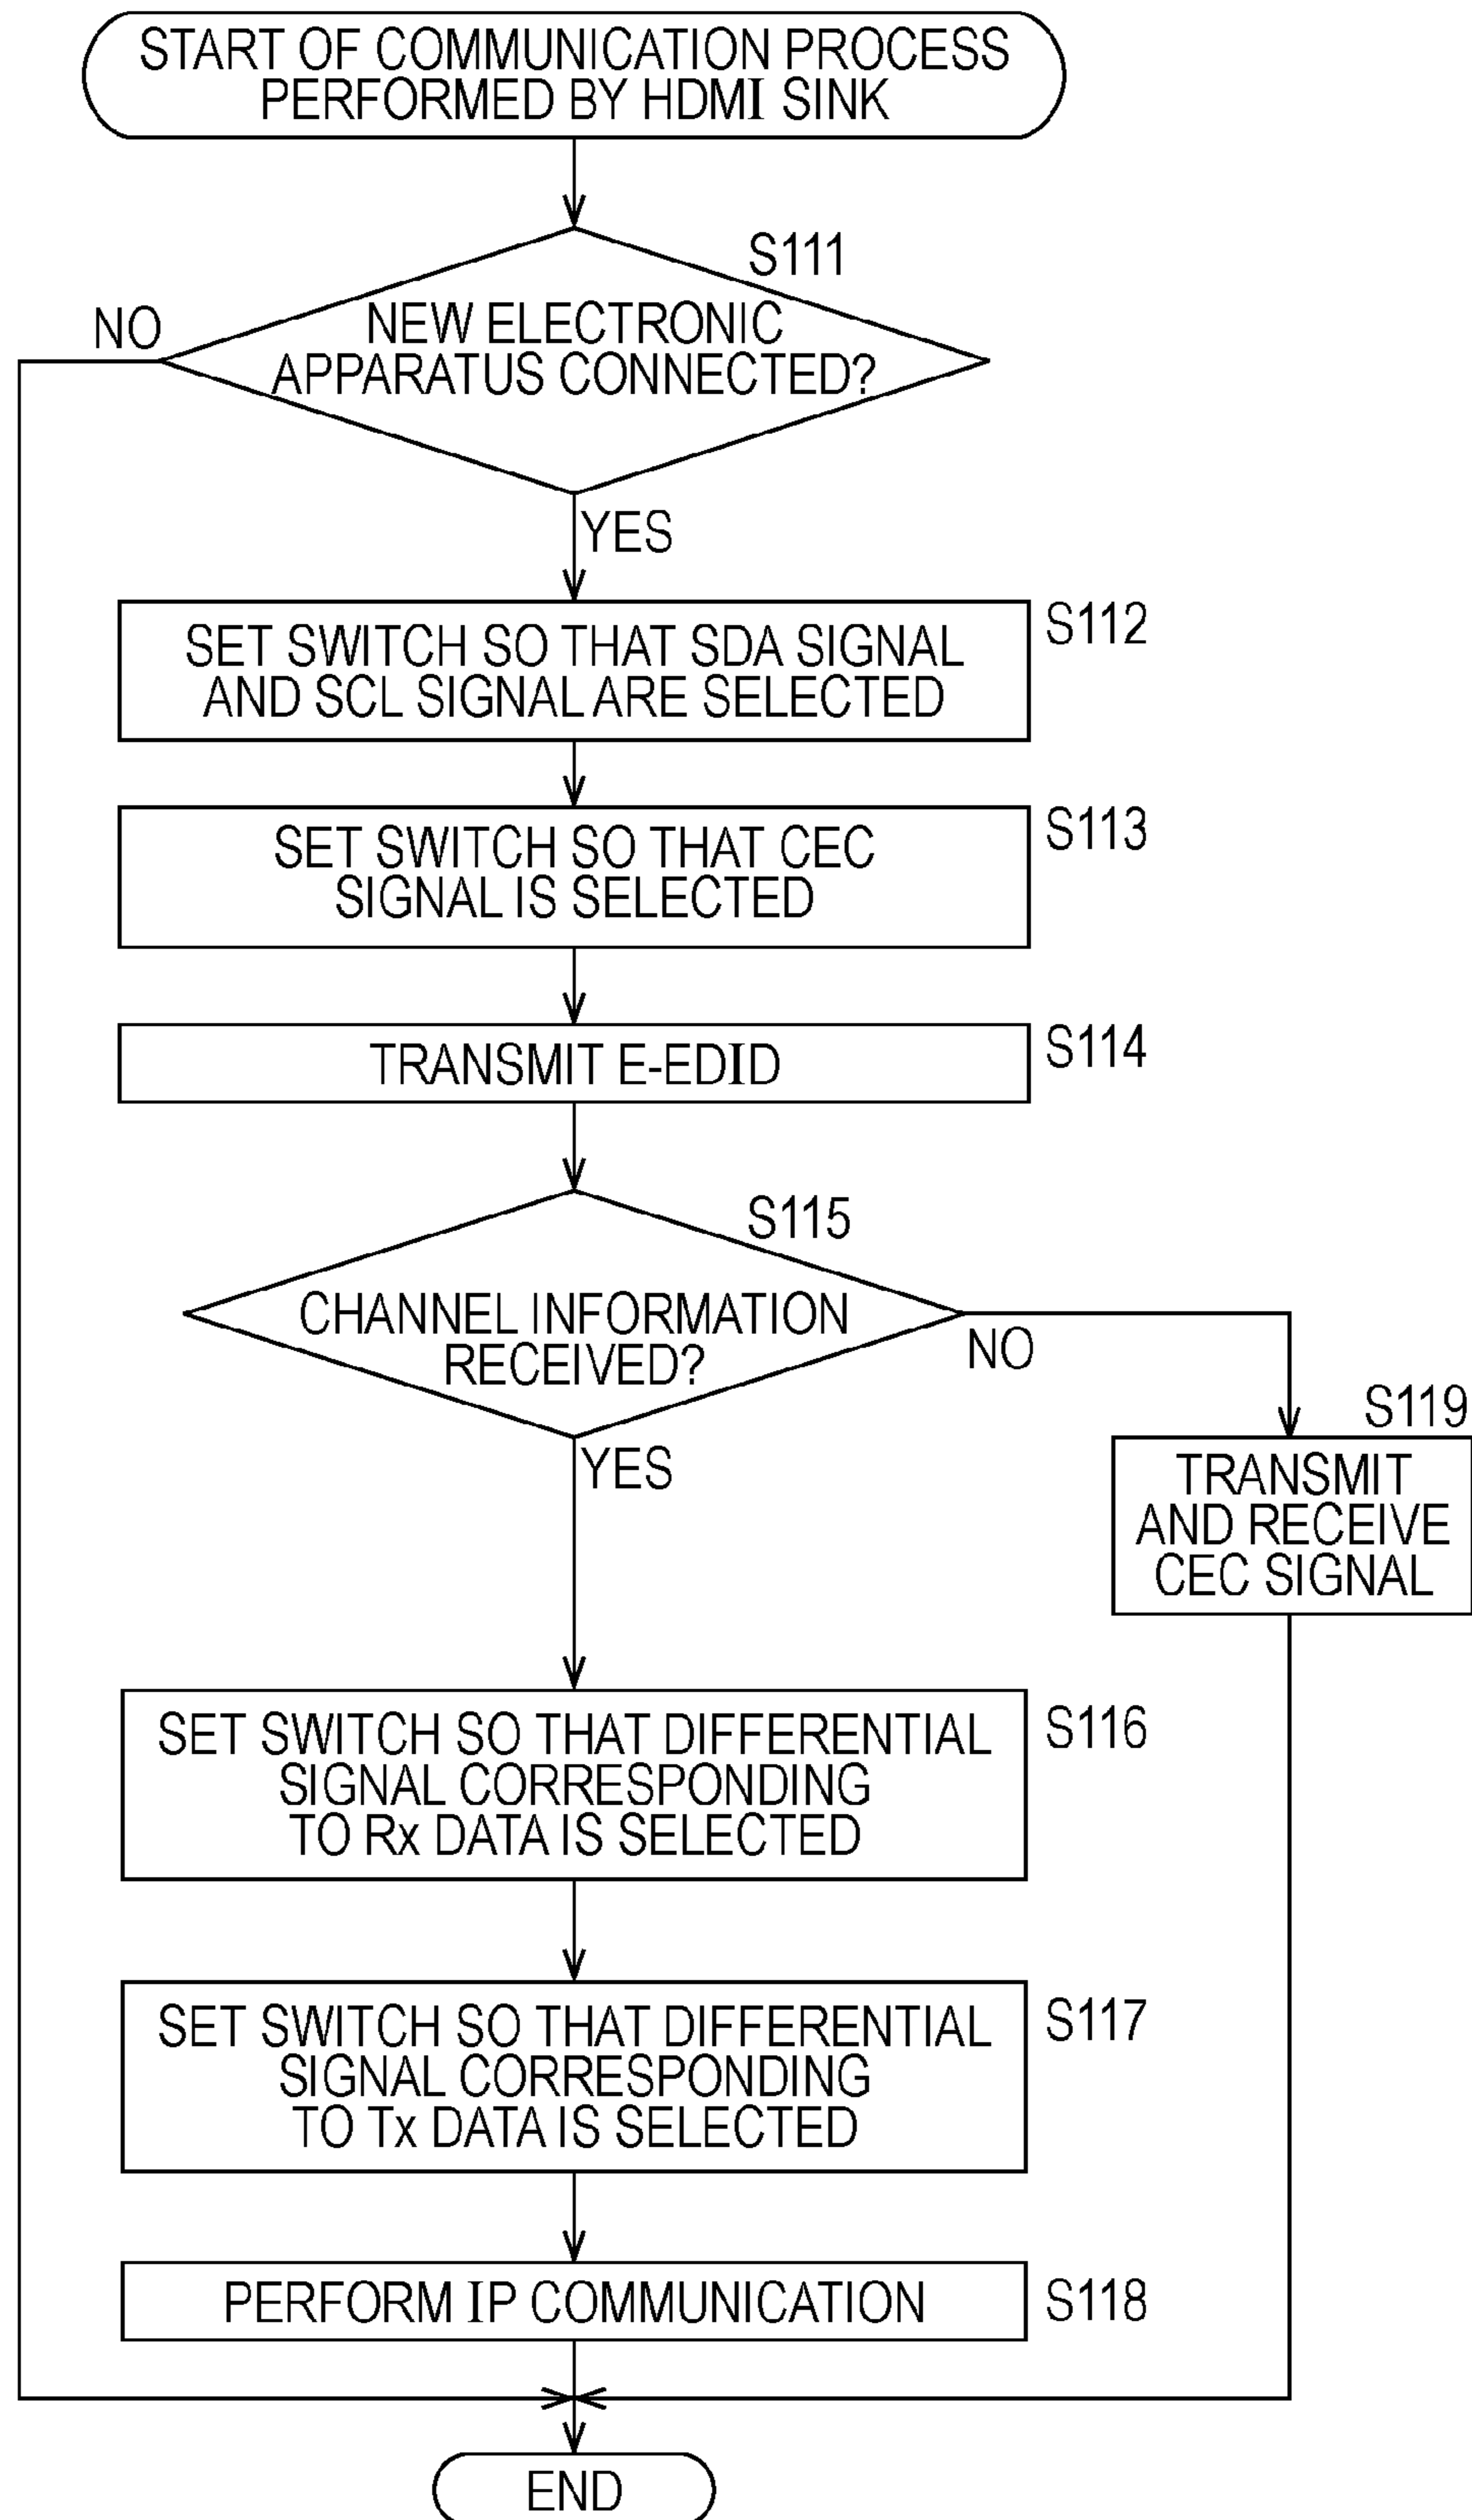 START OF COMMUNICATION PROCESS
PERFORMED BY HDMI SINK
S111
NO
NEW ELECTRONIC
APPARATUS CONNECTED?
YES
S112
SET SWITCH SO THAT SDA SIGNAL
AND SCL SIGNAL ARE SELECTED
S113
SET SWITCH SO THAT CEC
SIGNAL IS SELECTED
S114
TRANSMIT E-EDID
S115
CHANNEL INFORMATION
RECEIVED?
NO
YES
S119
TRANSMIT
AND RECEIVE
CEC SIGNAL
S116
SET SWITCH SO THAT DIFFERENTIAL
SIGNAL CORRESPONDING
TO Rx DATA IS SELECTED
S117
SET SWITCH SO THAT DIFFERENTIAL
SIGNAL CORRESPONDING
TO Tx DATA IS SELECTED
PERFORM IP COMMUNICATION
S118
END